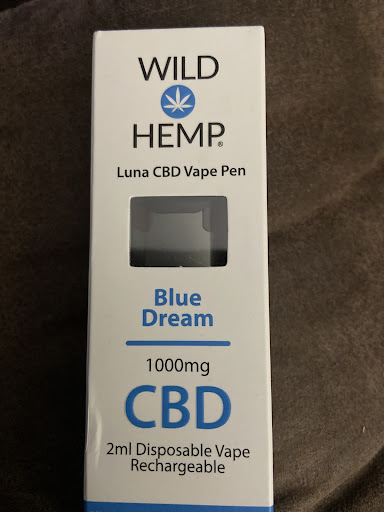 WILD
HEMP®
Luna CBD Vape Pen
Blue
Dream
1000mg
CBD
2ml Disposable Vape
Rechargeable